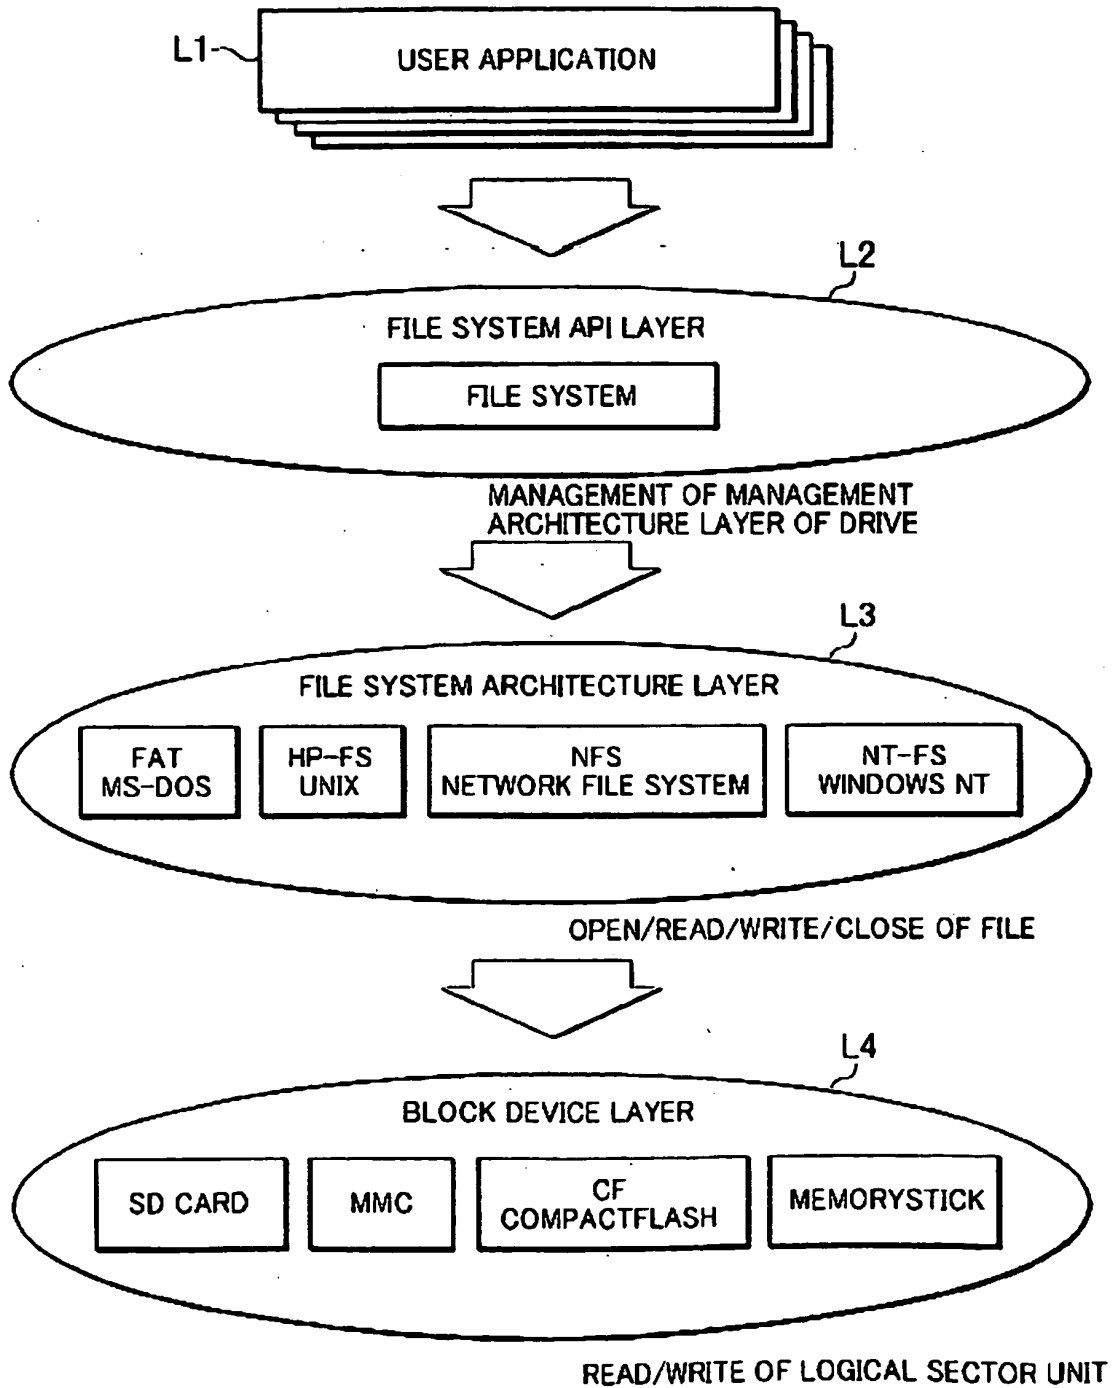 L1
USER APPLICATION
L2
FILE SYSTEM API LAYER
FILE SYSTEM
MANAGEMENT OF MANAGEMENT
ARCHITECTURE LAYER OF DRIVE
L3
FILE SYSTEM ARCHITECTURE LAYER
FAT
MS-DOS
HP-FS
UNIX
NFS
NETWORK FILE SYSTEM
NT-FS
WINDOWS NT
OPEN/READ/WRITE/CLOSE OF FILE
L4
BLOCK DEVICE LAYER
SD CARD
MMC
CF
COMPACTFLASH
MEMORYSTICK
READ/WRITE OF LOGICAL SECTOR UNIT